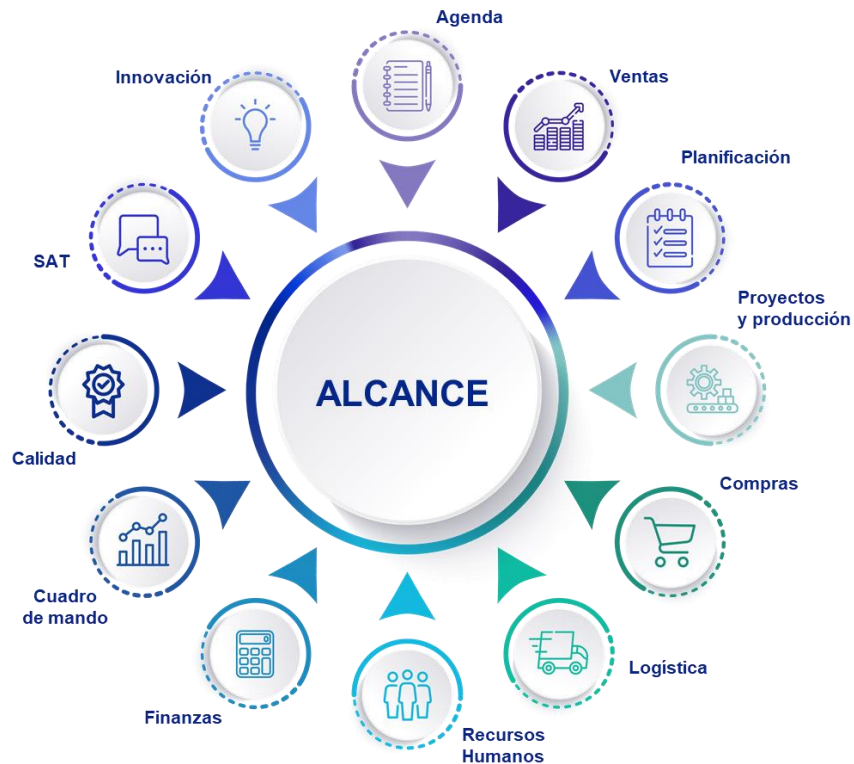 Agenda
Ventas
Planificación
Proyectos
y producción
Compras
Logística
Recursos
Humanos
Finanzas
Cuadro
de mando
Calidad
SAT
Innovación
ALCANCE